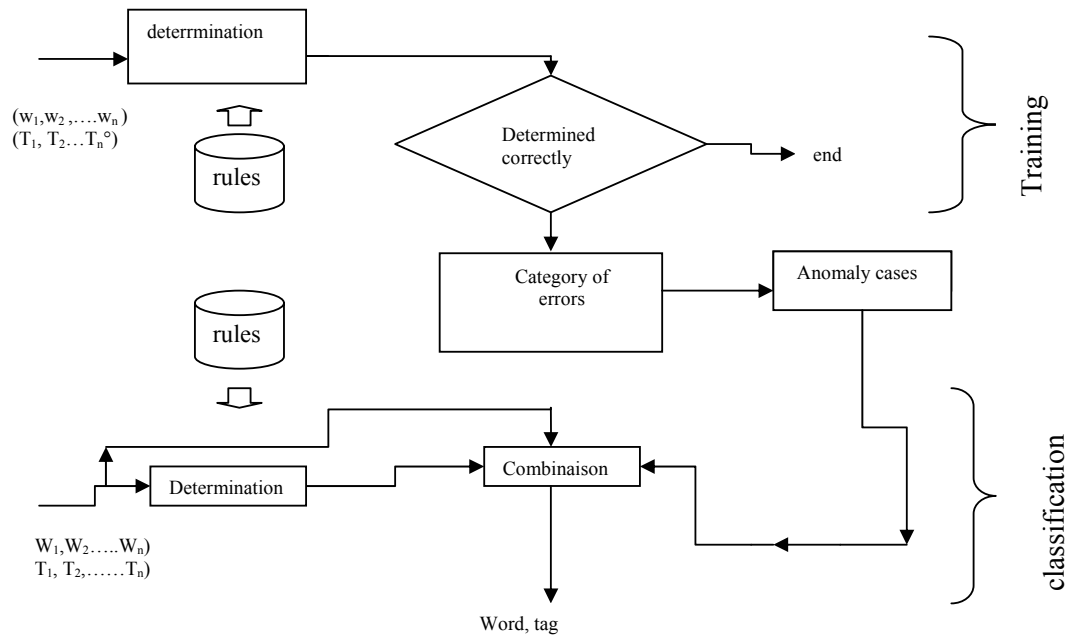 deterrmination
(w₁,w₂ ,….wₙ )
(T₁, T₂…Tₙ°)
rules
Determined
correctly
end
Training
Category of
errors
Anomaly cases
rules
Combinaison
Determination
W₁,W₂…..Wₙ)
T₁, T₂,……Tₙ)
classification
Word, tag